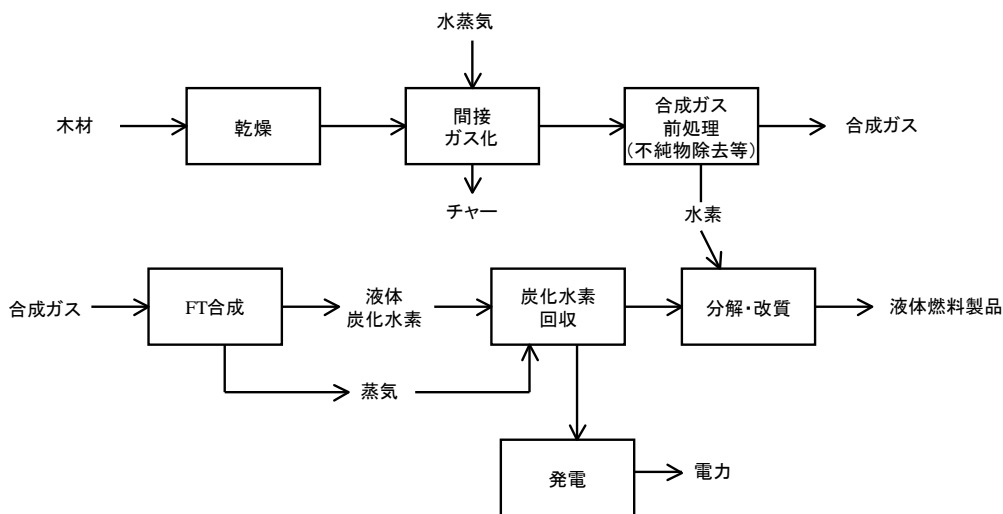 水蒸気
木材
乾燥
間接
ガス化
合成ガス
前処理
(不純物除去等)
合成ガス
チャー
水素
合成ガス
FT合成
液体
炭化水素
炭化水素
回収
分解・改質
液体燃料製品
蒸気
発電
電力